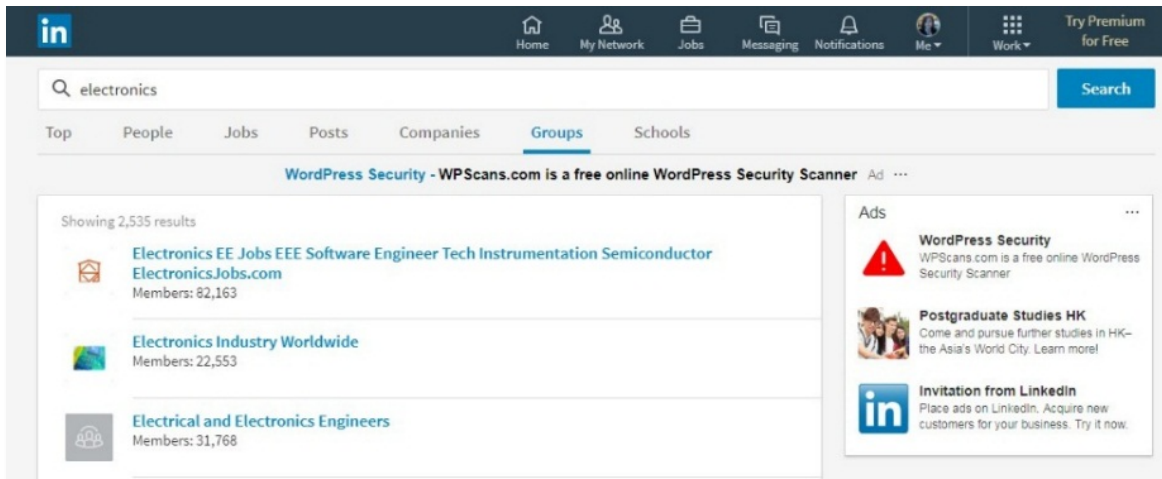 in
Home
My Network
Jobs
Messaging
Notifications
Me
Work
Try Premium
for Free
electronics
Search
Top
People
Jobs
Posts
Companies
Groups
Schools
WordPress Security - WPScans.com is a free online WordPress Security Scanner Ad ...
Showing 2,535 results
Electronics EE Jobs EEE Software Engineer Tech Instrumentation Semiconductor
ElectronicsJobs.com
Members: 82,163
Electronics Industry Worldwide
Members: 22,553
Electrical and Electronics Engineers
Members: 31,768
Ads ...
WordPress Security
WPScans.com is a free online WordPress
Security Scanner
Postgraduate Studies HK
Come and pursue further studies in HK–
the Asia's World City. Learn more!
in
Invitation from LinkedIn
Place ads on LinkedIn. Acquire new
customers for your business. Try it now.